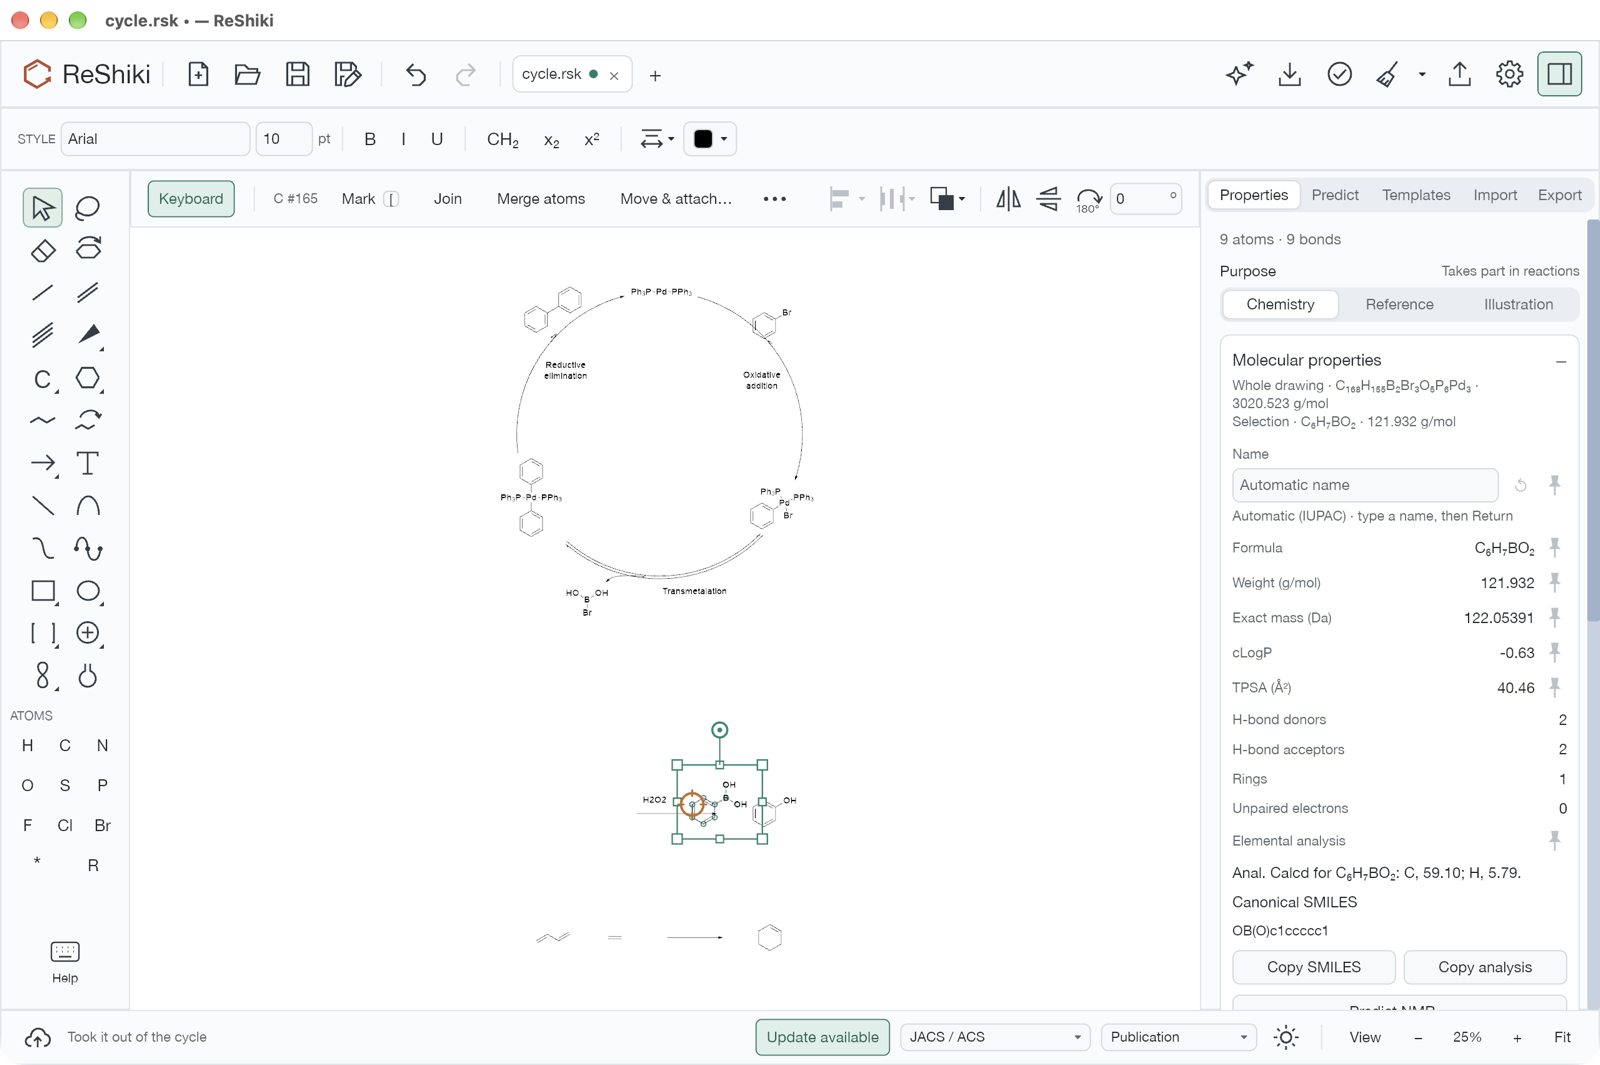 cycle.rsk • — ReShiki
ReShiki
cycle.rsk
STYLE
Arial
10
pt
B
I
U
CH₂
x₂
x²
Keyboard
C #165
Mark [
Join
Merge atoms
Move & attach…
180°
0 °
Properties
Predict
Templates
Import
Export
9 atoms · 9 bonds
Purpose
Takes part in reactions
Chemistry
Reference
Illustration
Molecular properties
Whole drawing · C₁₆₈H₁₅₅B₂Br₃O₅P₆Pd₃ ·
3020.523 g/mol
Selection · C₆H₇BO₂ · 121.932 g/mol
Name
Automatic name
Automatic (IUPAC) · type a name, then Return
Formula
C₆H₇BO₂
Weight (g/mol)
121.932
Exact mass (Da)
122.05391
cLogP
-0.63
TPSA (Å²)
40.46
H-bond donors
2
H-bond acceptors
2
Rings
1
Unpaired electrons
0
Elemental analysis
Anal. Calcd for C₆H₇BO₂: C, 59.10; H, 5.79.
Canonical SMILES
OB(O)c1ccccc1
Copy SMILES
Copy analysis
Predict NMR
C
T
[ ]
ATOMS
H C N
O S P
F Cl Br
* R
Help
Ph₃P-Pd-PPh₃
Br
Reductive
elimination
Oxidative
addition
Ph₃P-Pd-PPh₃
Ph₃P
PPh₃
Pd
Br
HO
OH
B
Br
Transmetalation
H2O2
OH
B
OH
OH
Took it out of the cycle
Update available
JACS / ACS
Publication
View
−
25%
+
Fit